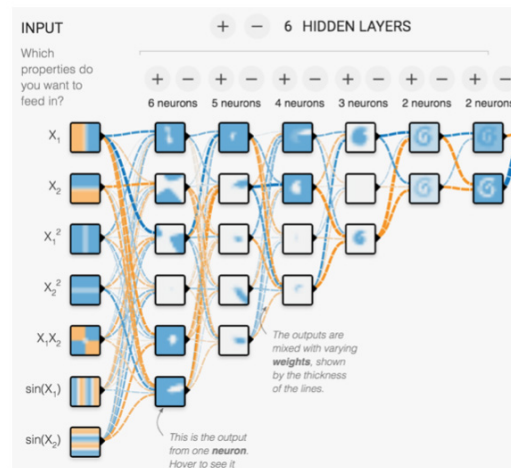 INPUT
Which
properties do
you want to
feed in?
+ − 6 HIDDEN LAYERS
+ − + − + − + − + − + −
6 neurons 5 neurons 4 neurons 3 neurons 2 neurons 2 neurons
X₁
X₂
X₁²
X₂²
X₁X₂
sin(X₁)
sin(X₂)
The outputs are
mixed with varying
weights, shown
by the thickness
of the lines.
This is the output
from one neuron.
Hover to see it